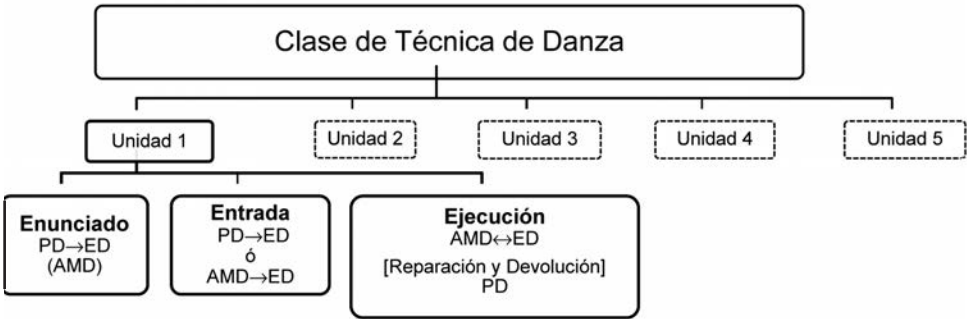 Clase de Técnica de Danza
Unidad 1
Unidad 2
Unidad 3
Unidad 4
Unidad 5
Enunciado
PD→ED
(AMD)
Entrada
PD→ED
ó
AMD→ED
Ejecución
AMD↔ED
[Reparación y Devolución]
PD